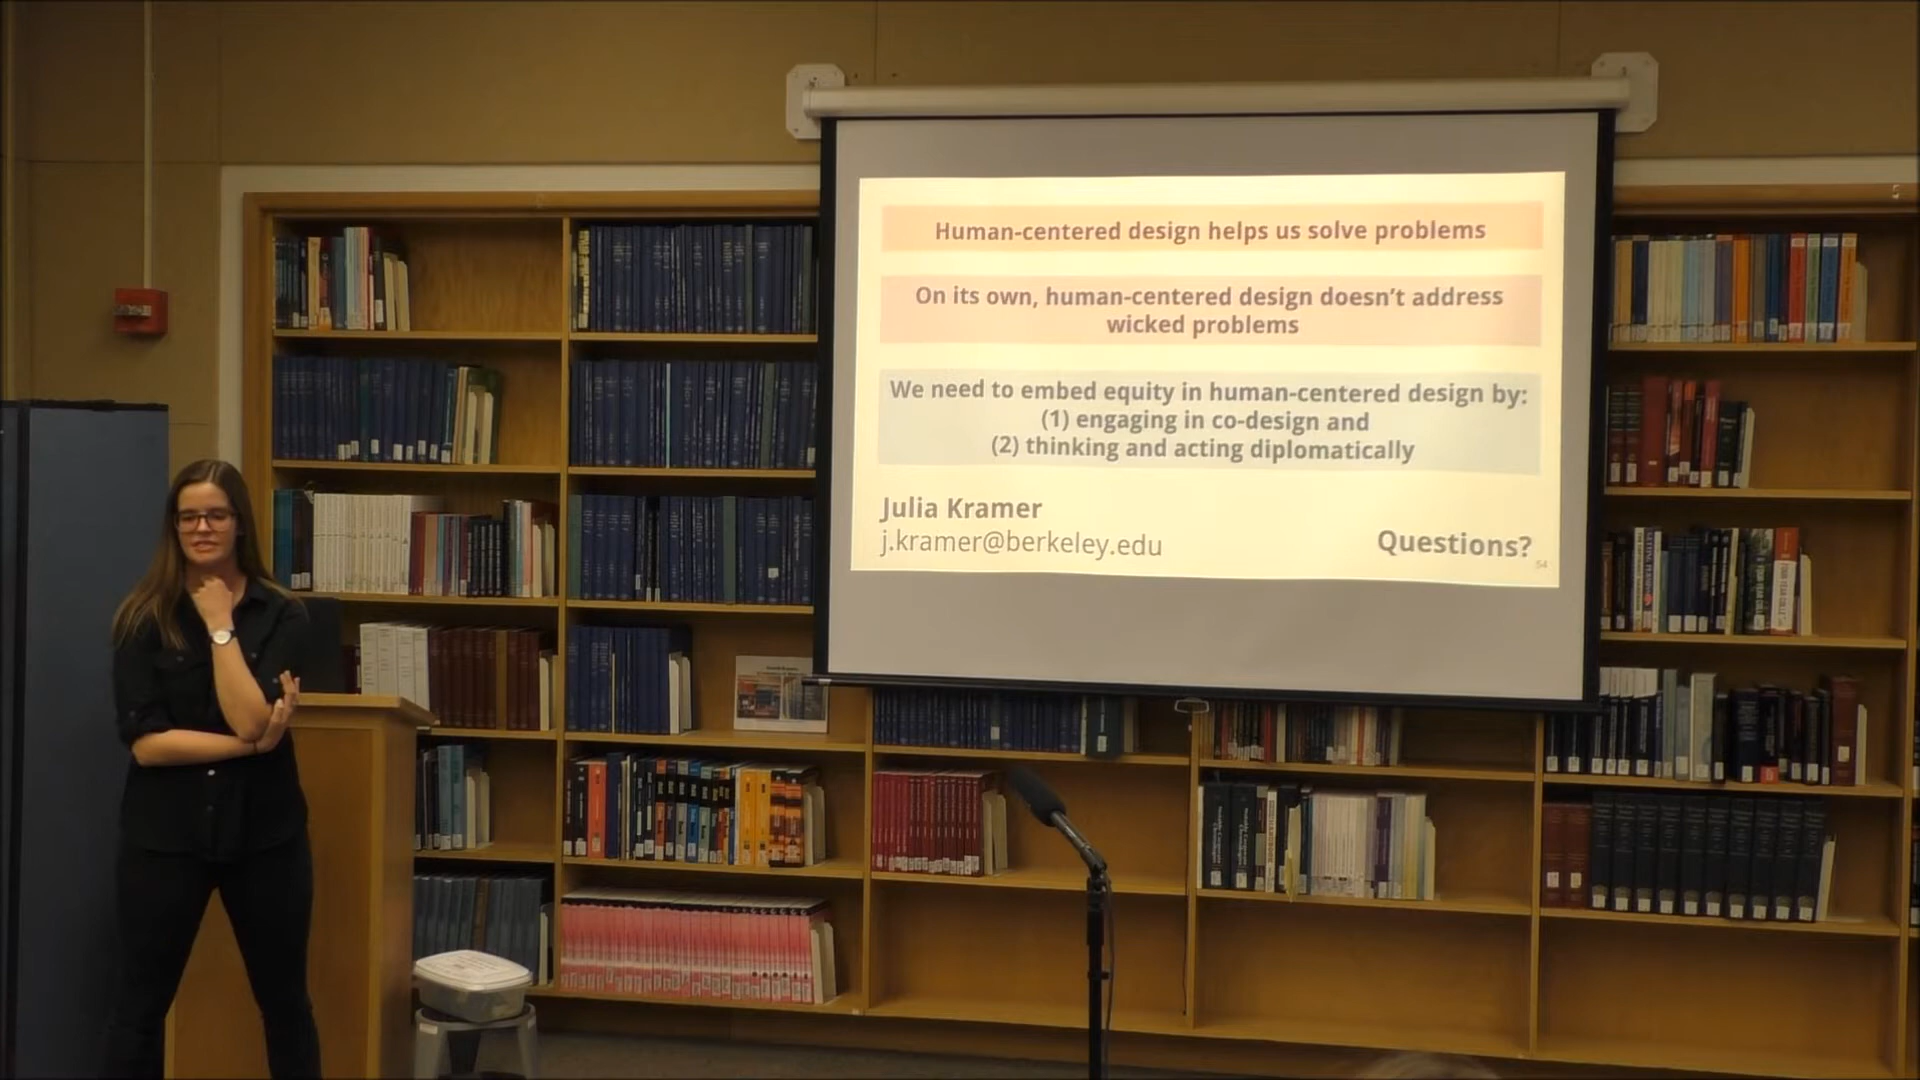 Human-centered design helps us solve problems
On its own, human-centered design doesn't address
wicked problems
We need to embed equity in human-centered design by:
(1) engaging in co-design and
(2) thinking and acting diplomatically
Julia Kramer
j.kramer@berkeley.edu
Questions?
54